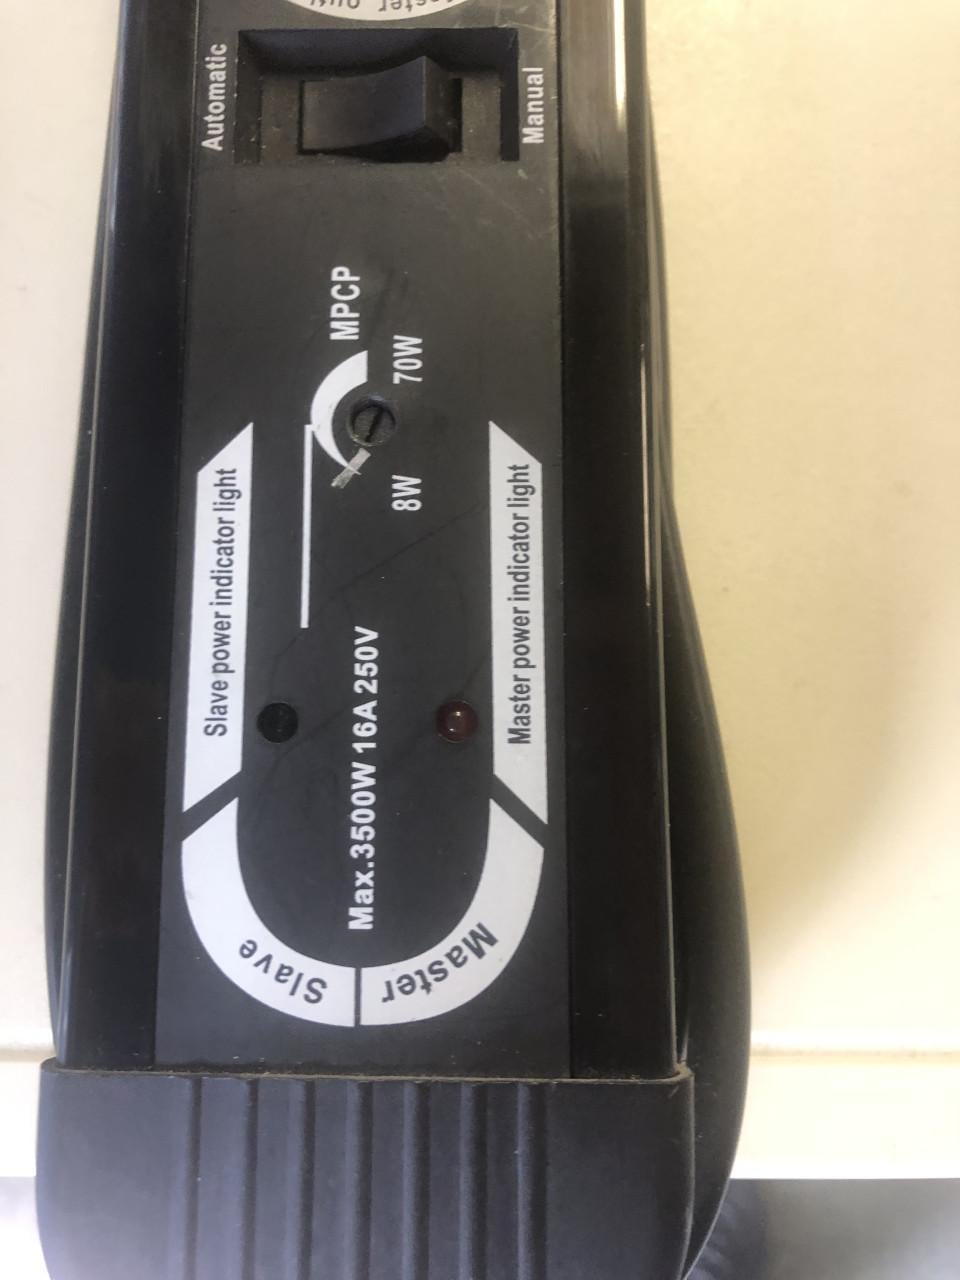 Automatic
Manual
MPCP
8W
70W
Slave power indicator light
Max.3500W 16A 250V
Master power indicator light
Slave
Master